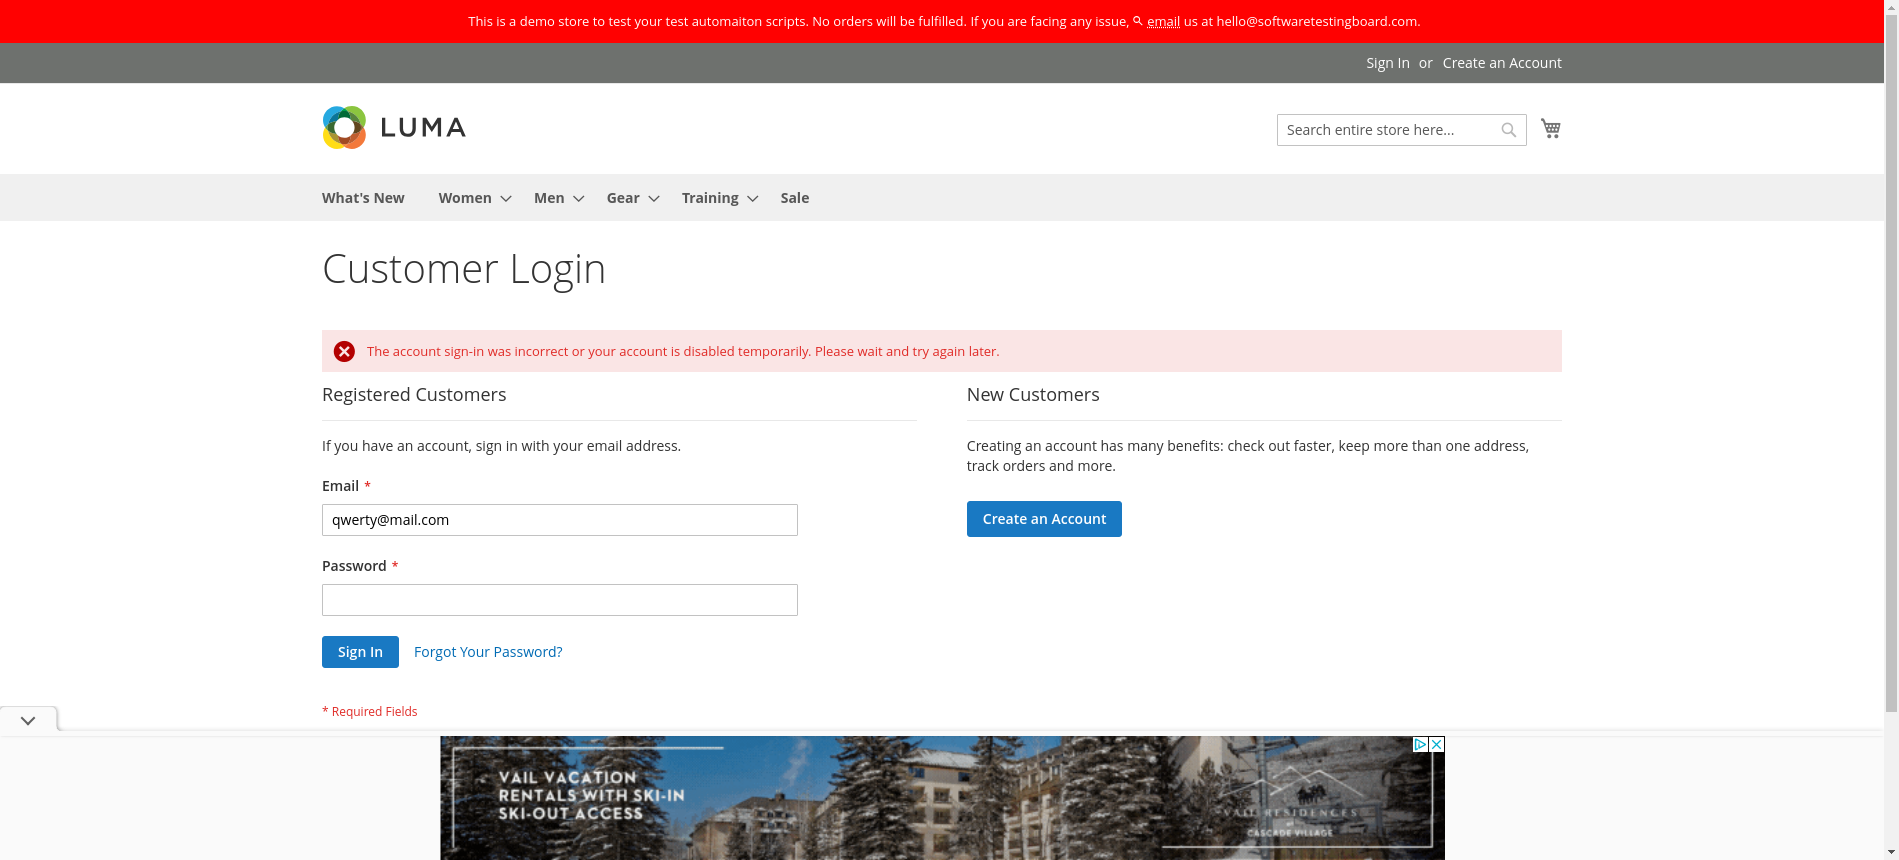 This is a demo store to test your test automaiton scripts. No orders will be fulfilled. If you are facing any issue, email us at hello@softwaretestingboard.com.
Sign In or Create an Account
LUMA
Search entire store here...
What's New Women Men Gear Training Sale
Customer Login
The account sign-in was incorrect or your account is disabled temporarily. Please wait and try again later.
Registered Customers
If you have an account, sign in with your email address.
Email *
qwerty@mail.com
Password *
Sign In Forgot Your Password?
* Required Fields
New Customers
Creating an account has many benefits: check out faster, keep more than one address,
track orders and more.
Create an Account
VAIL VACATION
RENTALS WITH SKI-IN
SKI-OUT ACCESS
VAIL RESIDENCES
CASCADE VILLAGE